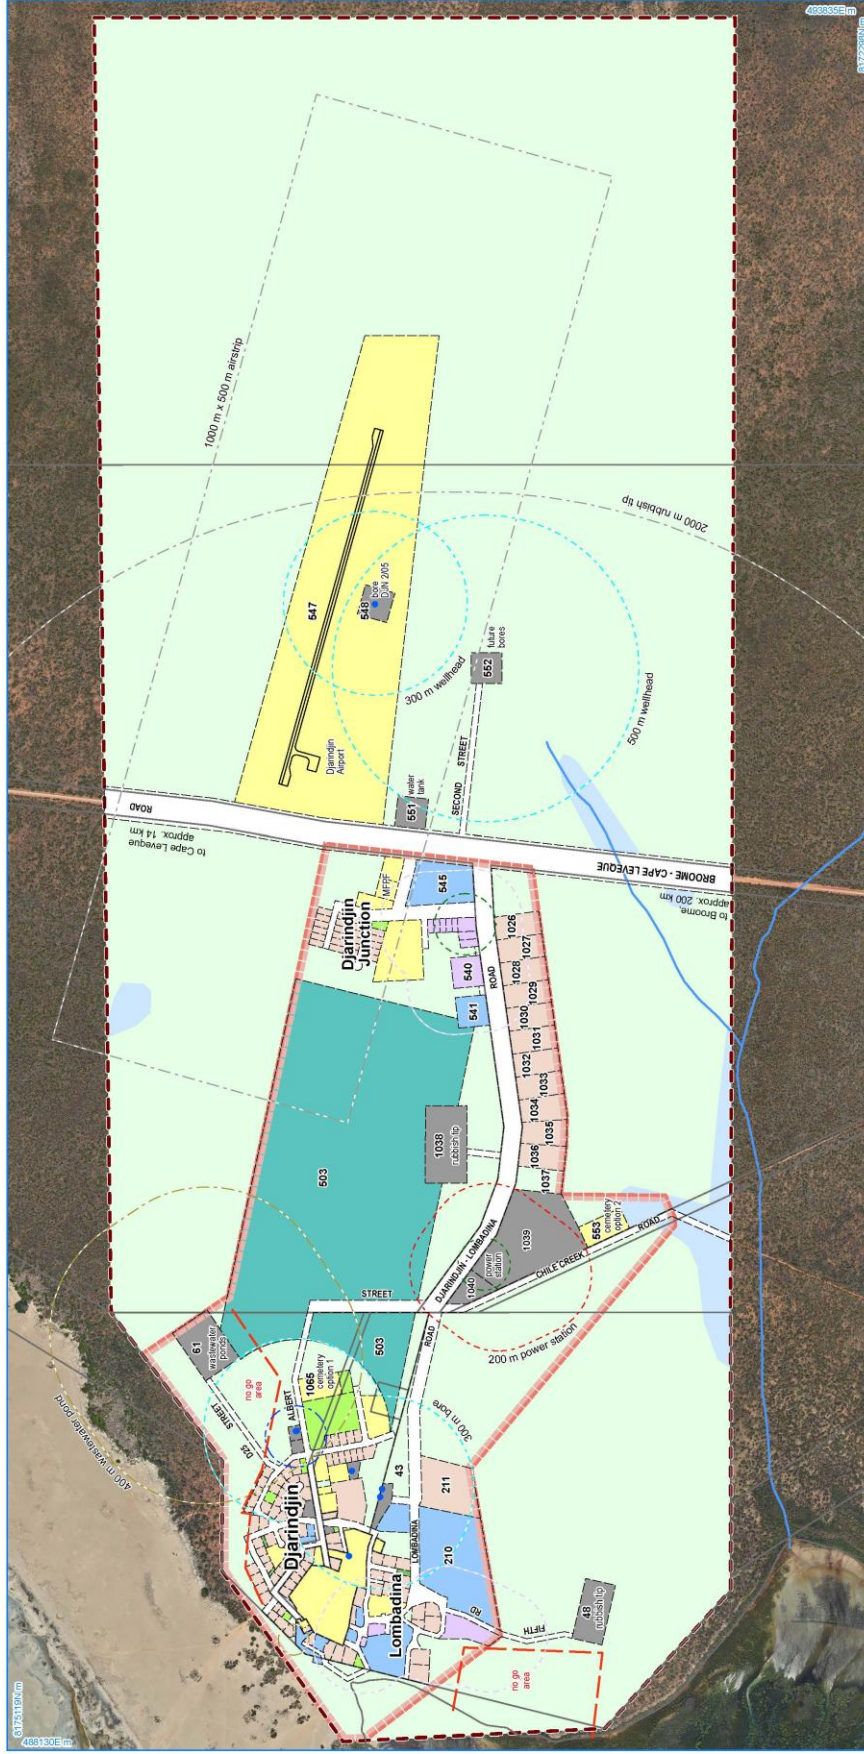 493835E m
8172298N m
1000 m x 500 m airstrip
2000 m rubbish tip
547
548
bore
DJN 2/05
300 m wellhead
552
future
bores
500 m wellhead
Djarindjin
Airport
SECOND STREET
551
water
tank
ROAD
to Cape Leveque
approx. 14 km
BROOME - CAPE LEVEQUE
to Broome,
approx. 200 km
MFPF
545
Djarindjin
Junction
540
541
ROAD
1026
1027
1028
1029
1030
1031
1032
1033
1034
1035
1036
1037
1038
rubbish tip
503
1039
553
cemetery
option 2
CHILE CREEK ROAD
DJARINDJIN - LOMBADINA
1040
power
station
200 m power station
STREET
ROAD
503
61
wastewater
ponds
400 m wastewater pond
no go
area
STREET
025
ALBERT
1065
cemetery
option 1
300 m bore
43
211
210
LOMBADINA
Djarindjin
Lombadina
FIFTH RD
48
rubbish tip
no go
area
8175119N m
488130E m